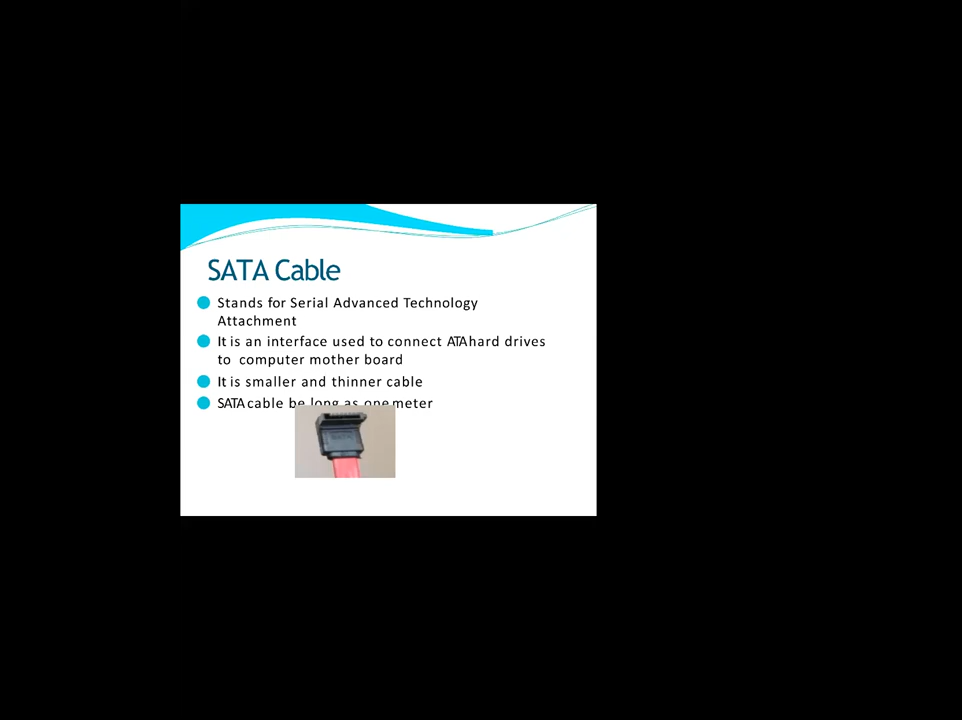 SATA Cable
Stands for Serial Advanced Technology
Attachment
It is an interface used to connect ATA hard drives
to computer mother board
It is smaller and thinner cable
SATA cable be long as one meter
SATA